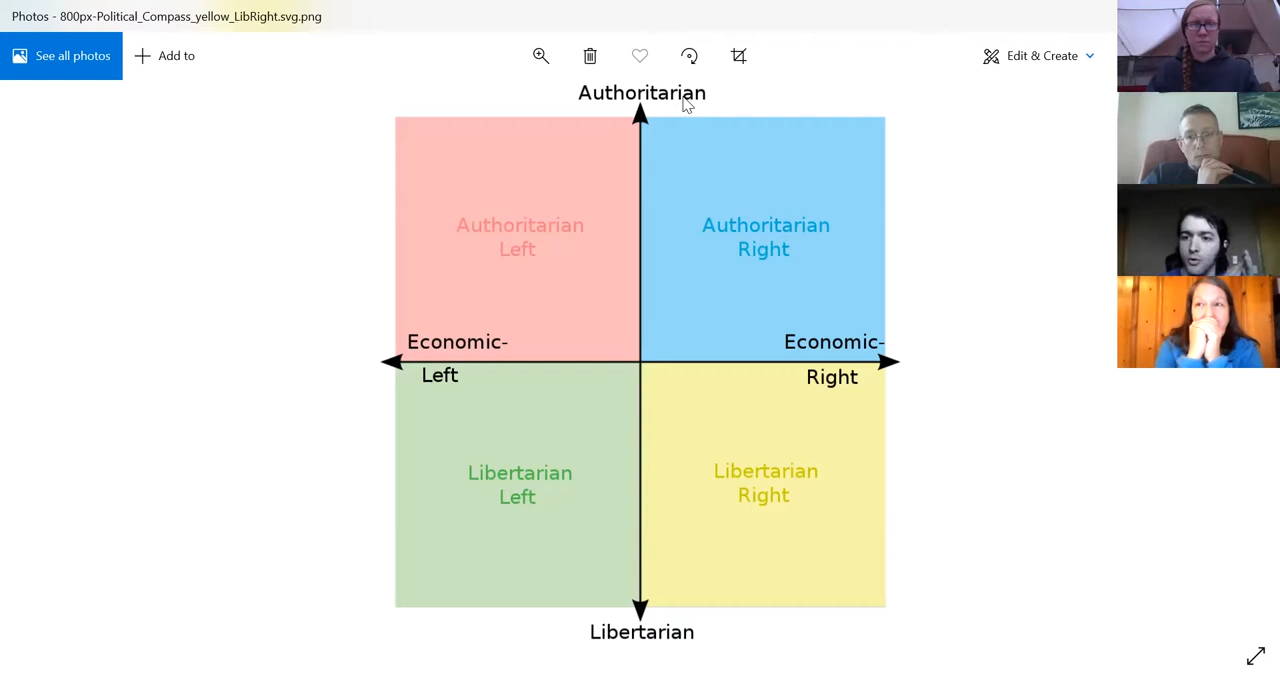 Photos - 800px-Political_Compass_yellow_LibRight.svg.png
See all photos
Add to
Edit & Create
Authoritarian
Authoritarian
Left
Authoritarian
Right
Economic-
Left
Economic-
Right
Libertarian
Left
Libertarian
Right
Libertarian